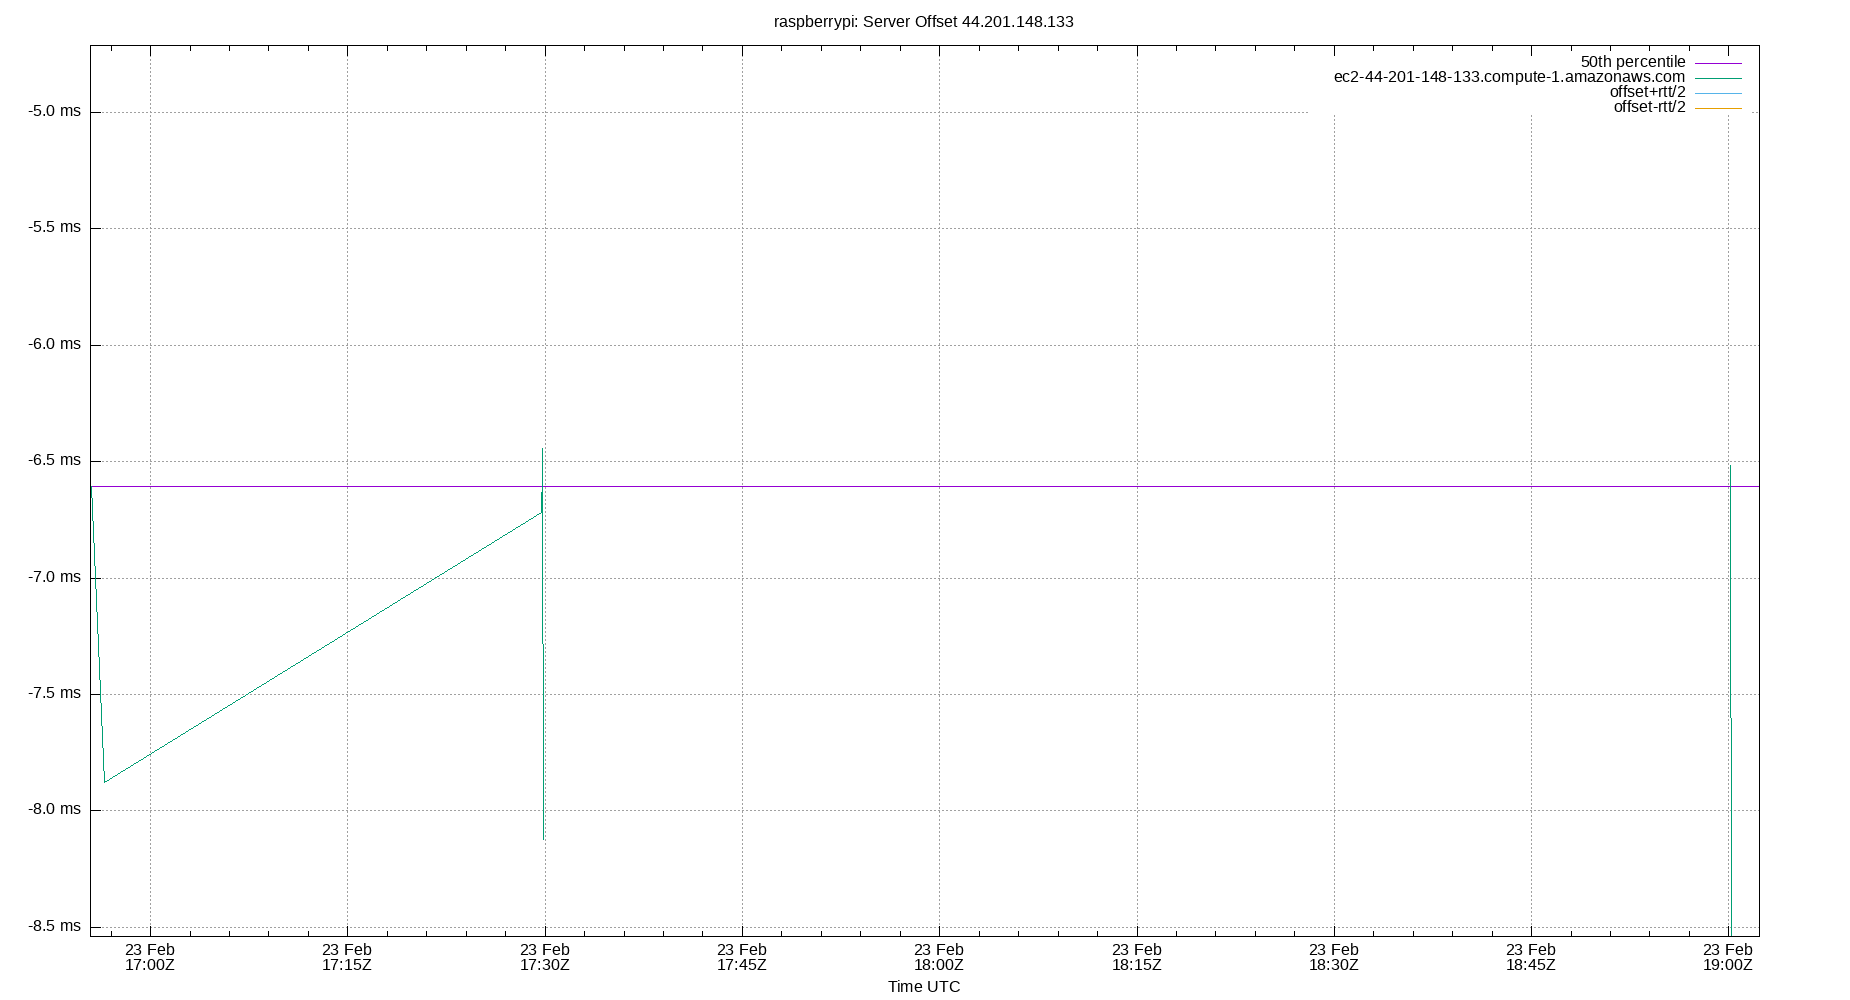 raspberrypi: Server Offset 44.201.148.133
50th percentile
ec2-44-201-148-133.compute-1.amazonaws.com
offset+rtt/2
offset-rtt/2
-5.0 ms
-5.5 ms
-6.0 ms
-6.5 ms
-7.0 ms
-7.5 ms
-8.0 ms
-8.5 ms
23 Feb 23 Feb 23 Feb 23 Feb 23 Feb 23 Feb 23 Feb 23 Feb 23 Feb
17:00Z 17:15Z 17:30Z 17:45Z 18:00Z 18:15Z 18:30Z 18:45Z 19:00Z
Time UTC